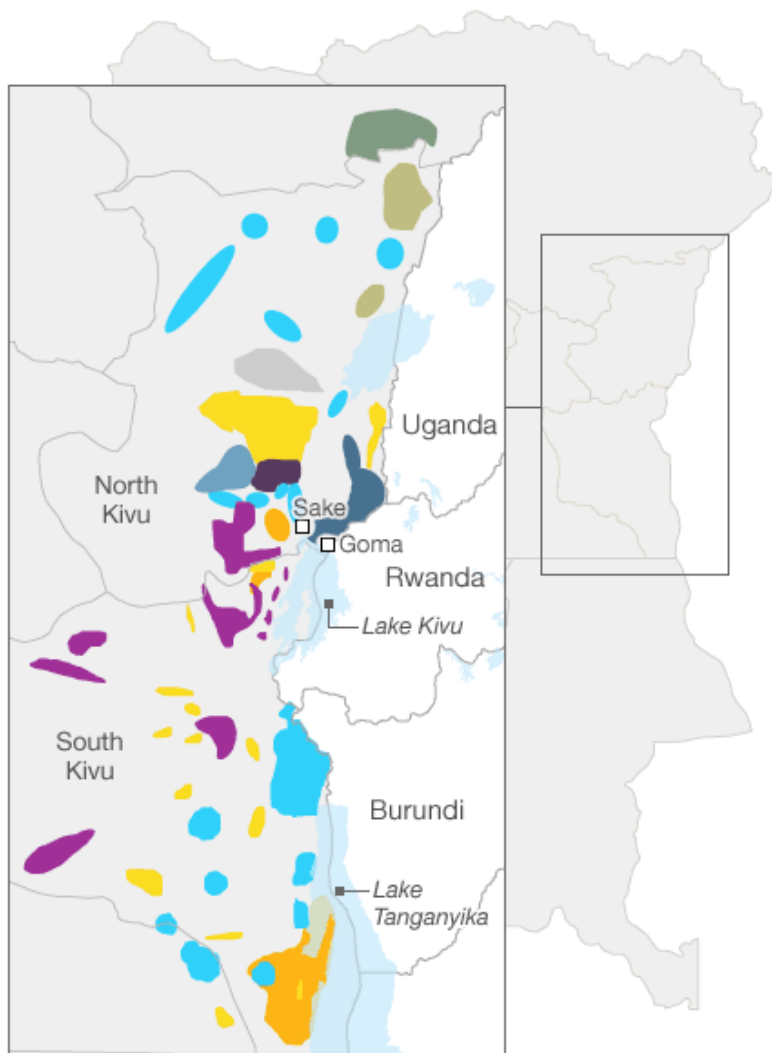 Uganda
North
Kivu
Sake
Goma
Rwanda
Lake Kivu
South
Kivu
Burundi
Lake
Tanganyika